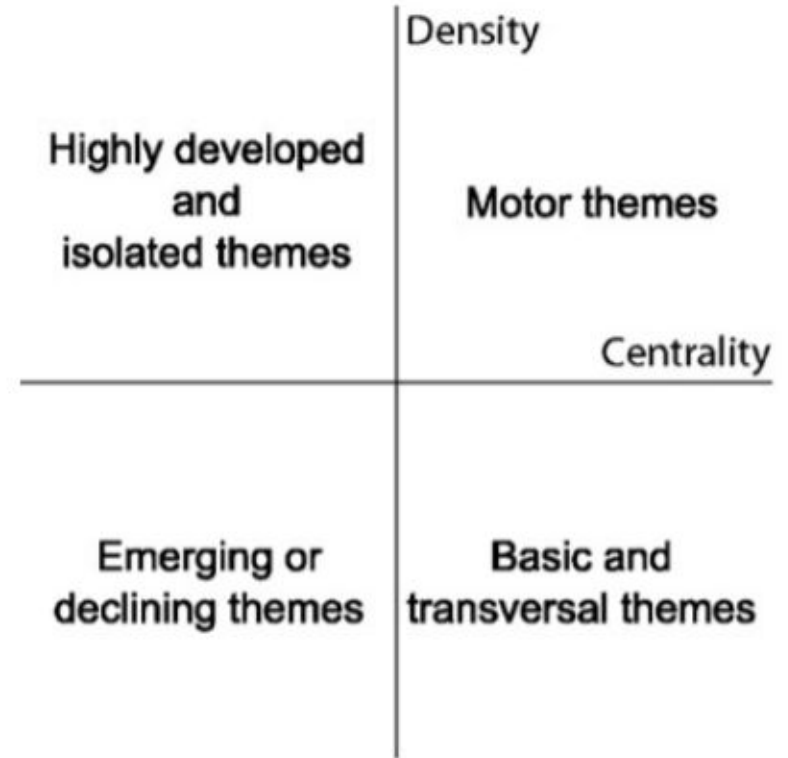 Density
Highly developed
and
isolated themes
Motor themes
Centrality
Emerging or
declining themes
Basic and
transversal themes